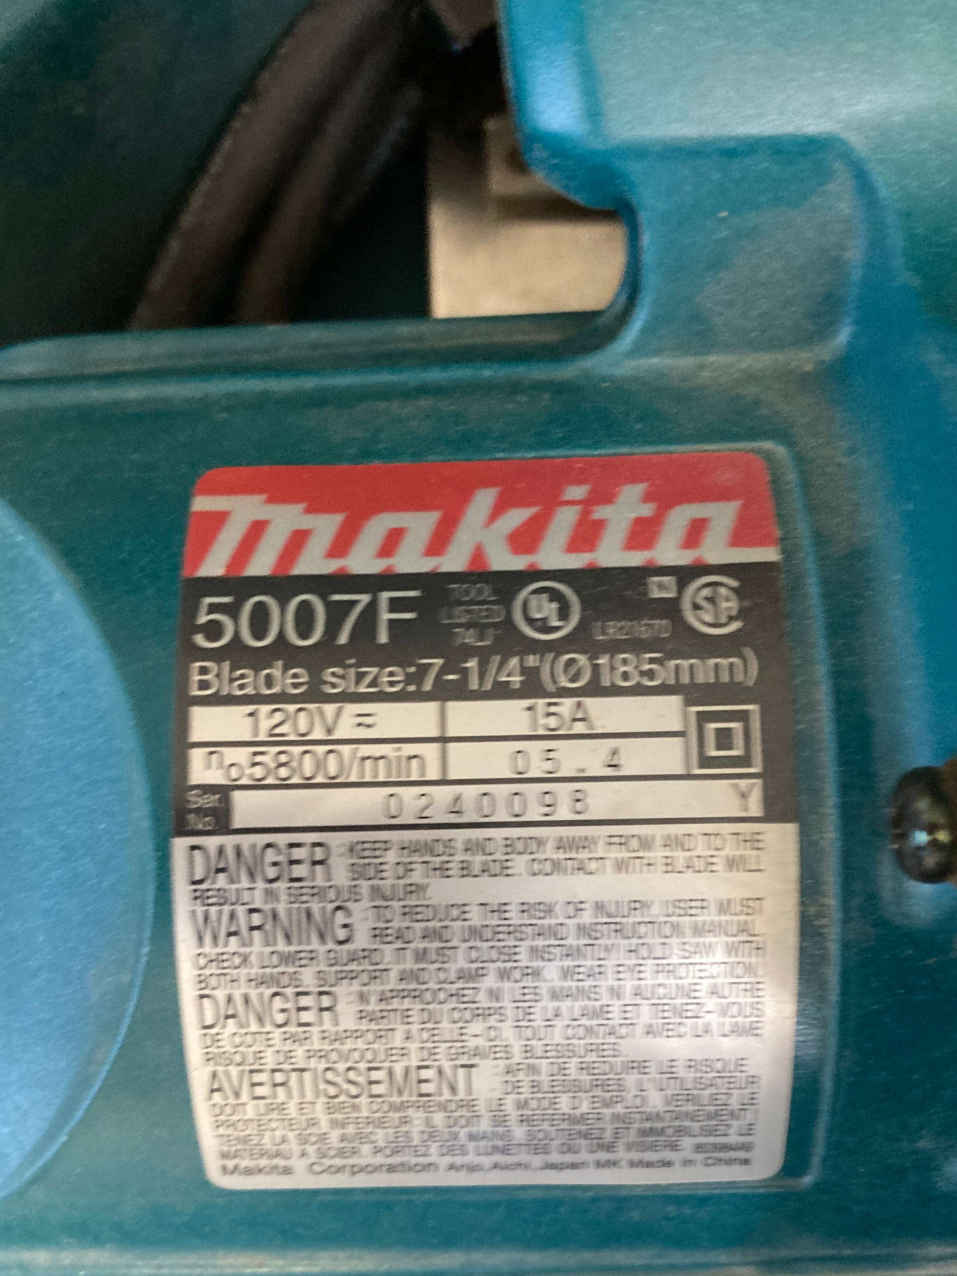 makita
5007F
TOOL
LISTED
74LJ
UL
LR21570
SA
Blade size:7-1/4"(Ø185mm)
120V ≂ 15A
n₀5800/min 05.4
Ser. No. 0240098 Y
DANGER : KEEP HANDS AND BODY AWAY FROM AND TO THE
SIDE OF THE BLADE. CONTACT WITH BLADE WILL
RESULT IN SERIOUS INJURY.
WARNING : TO REDUCE THE RISK OF INJURY, USER MUST
READ AND UNDERSTAND INSTRUCTION MANUAL.
CHECK LOWER GUARD. IT MUST CLOSE INSTANTLY! HOLD SAW WITH
BOTH HANDS. SUPPORT AND CLAMP WORK. WEAR EYE PROTECTION.
DANGER : N'APPROCHEZ NI LES MAINS NI AUCUNE AUTRE
PARTIE DU CORPS DE LA LAME ET TENEZ-VOUS
DE COTE PAR RAPPORT A CELLE-CI. TOUT CONTACT AVEC LA LAME
RISQUE DE PROVOQUER DE GRAVES BLESSURES.
AVERTISSEMENT : AFIN DE REDUIRE LE RISQUE
DE BLESSURES, L'UTILISATEUR
DOIT LIRE ET BIEN COMPRENDRE LE MODE D'EMPLOI. VERIFIEZ LE
PROTECTEUR INFERIEUR. IL DOIT SE REFERMER INSTANTANEMENT!
TENEZ LA SCIE AVEC LES DEUX MAINS. SOUTENEZ ET IMMOBILISEZ LE
MATERIAU A SCIER. PORTEZ DES LUNETTES OU UNE VISIERE.
Makita Corporation Anjo, Aichi, Japan MK Made in China